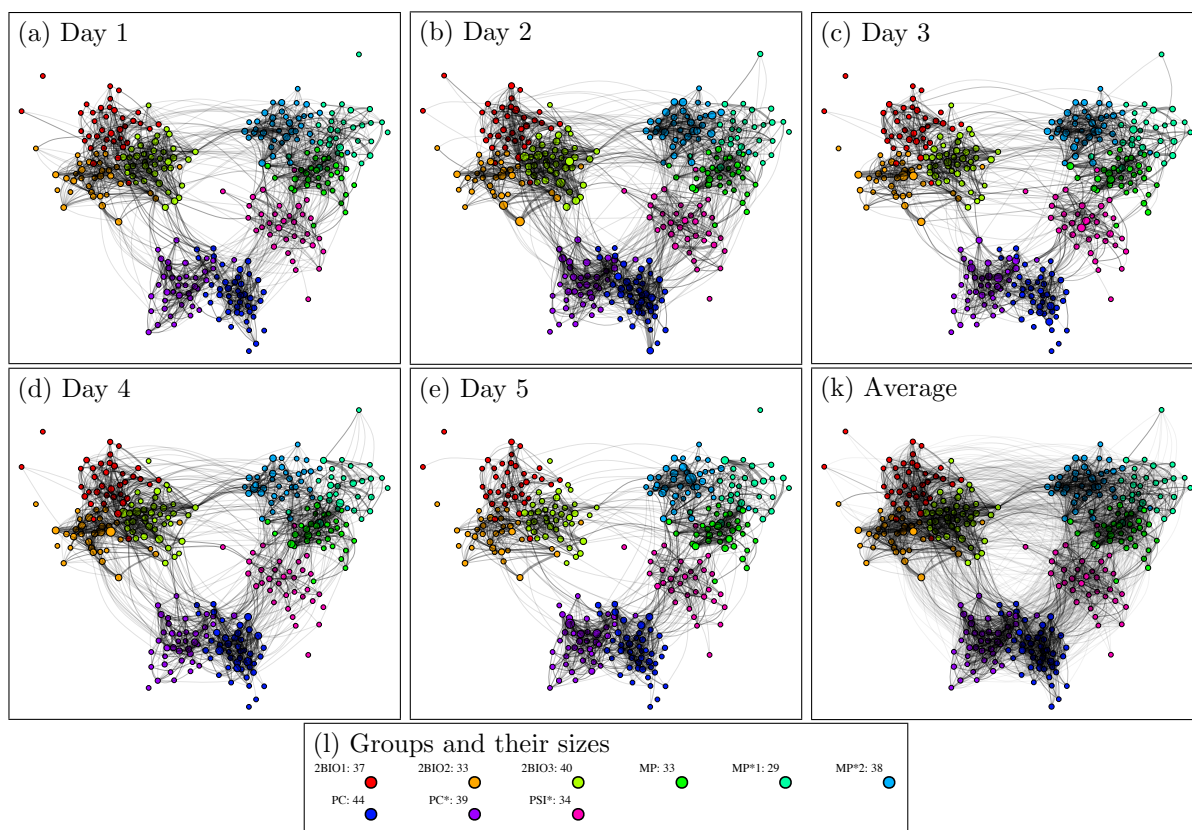 (a) Day 1
(b) Day 2
(c) Day 3
(d) Day 4
(e) Day 5
(k) Average
(l) Groups and their sizes
2BIO1: 37 2BIO2: 33 2BIO3: 40 MP: 33 MP*1: 29 MP*2: 38
PC: 44 PC*: 39 PSI*: 34